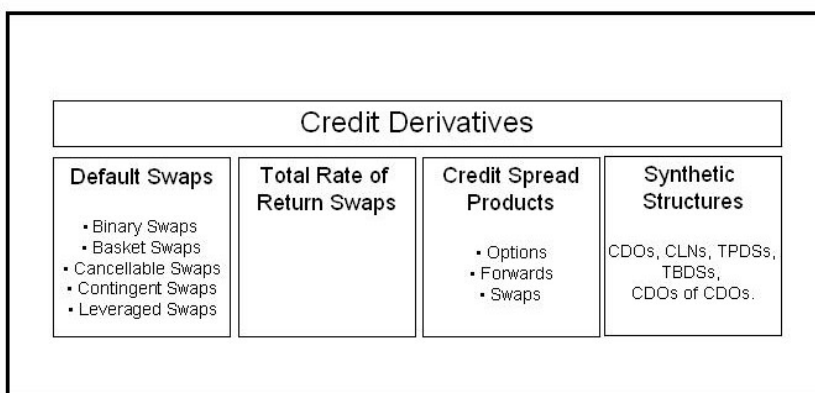 Credit Derivatives
Default Swaps
▪ Binary Swaps
▪ Basket Swaps
▪ Cancellable Swaps
▪ Contingent Swaps
▪ Leveraged Swaps
Total Rate of
Return Swaps
Credit Spread
Products
▪ Options
▪ Forwards
▪ Swaps
Synthetic
Structures
CDOs, CLNs, TPDSs,
TBDSs,
CDOs of CDOs.